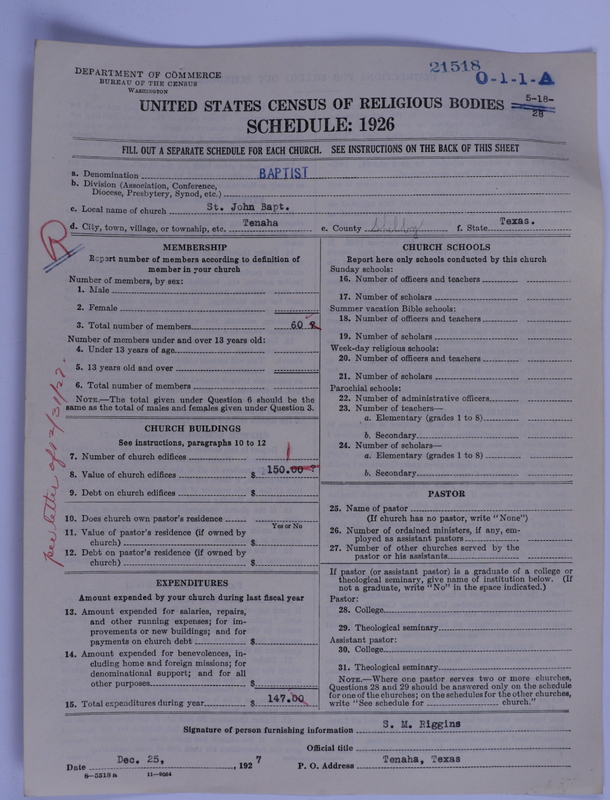 21518
O-1-1-A
DEPARTMENT OF COMMERCE
BUREAU OF THE CENSUS
WASHINGTON
UNITED STATES CENSUS OF RELIGIOUS BODIES
5-18-
28
SCHEDULE: 1926
FILL OUT A SEPARATE SCHEDULE FOR EACH CHURCH. SEE INSTRUCTIONS ON THE BACK OF THIS SHEET
a. Denomination BAPTIST
b. Division (Association, Conference,
Diocese, Presbytery, Synod, etc.)
c. Local name of church St. John Bapt.
d. City, town, village, or township, etc. Tenaha e. County Shelby f. State Texas.
R
MEMBERSHIP
Report number of members according to definition of
member in your church
Number of members, by sex:
1. Male
2. Female
3. Total number of members 60 ?
Number of members under and over 13 years old:
4. Under 13 years of age
5. 13 years old and over
6. Total number of members
NOTE.—The total given under Question 6 should be the
same as the total of males and females given under Question 3.
CHURCH BUILDINGS
See instructions, paragraphs 10 to 12
7. Number of church edifices 1
8. Value of church edifices $ 150.00 ?
9. Debt on church edifices $
10. Does church own pastor's residence
Yes or No
11. Value of pastor's residence (if owned by
church) $
12. Debt on pastor's residence (if owned by
church) $
per letter of 12/31/27.
EXPENDITURES
Amount expended by your church during last fiscal year
13. Amount expended for salaries, repairs,
and other running expenses; for im-
provements or new buildings; and for
payments on church debt $
14. Amount expended for benevolences, in-
cluding home and foreign missions; for
denominational support; and for all
other purposes $
15. Total expenditures during year $ 147.00
CHURCH SCHOOLS
Report here only schools conducted by this church
Sunday schools:
16. Number of officers and teachers
17. Number of scholars
Summer vacation Bible schools:
18. Number of officers and teachers
19. Number of scholars
Week-day religious schools:
20. Number of officers and teachers
21. Number of scholars
Parochial schools:
22. Number of administrative officers
23. Number of teachers—
a. Elementary (grades 1 to 8)
b. Secondary
24. Number of scholars—
a. Elementary (grades 1 to 8)
b. Secondary
PASTOR
25. Name of pastor
(If church has no pastor, write "None")
26. Number of ordained ministers, if any, em-
ployed as assistant pastors
27. Number of other churches served by the
pastor or his assistants
If pastor (or assistant pastor) is a graduate of a college or
theological seminary, give name of institution below. (If
not a graduate, write "No" in the space indicated.)
Pastor:
28. College
29. Theological seminary
Assistant pastor:
30. College
31. Theological seminary
NOTE.—Where one pastor serves two or more churches,
Questions 28 and 29 should be answered only on the schedule
for one of the churches; on the schedules for the other churches,
write "See schedule for church."
Signature of person furnishing information S. M. Riggins
Official title
Date Dec. 25, , 192 7 P. O. Address Tenaha, Texas
8—5518 a 11—9064